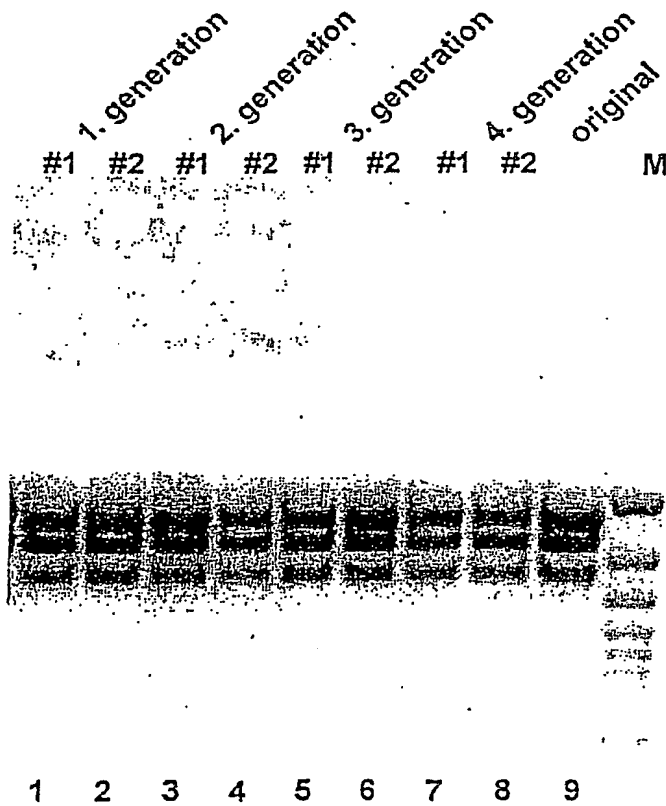 1. generation 2. generation 3. generation 4. generation original
#1 #2 #1 #2 #1 #2 #1 #2 M
1 2 3 4 5 6 7 8 9